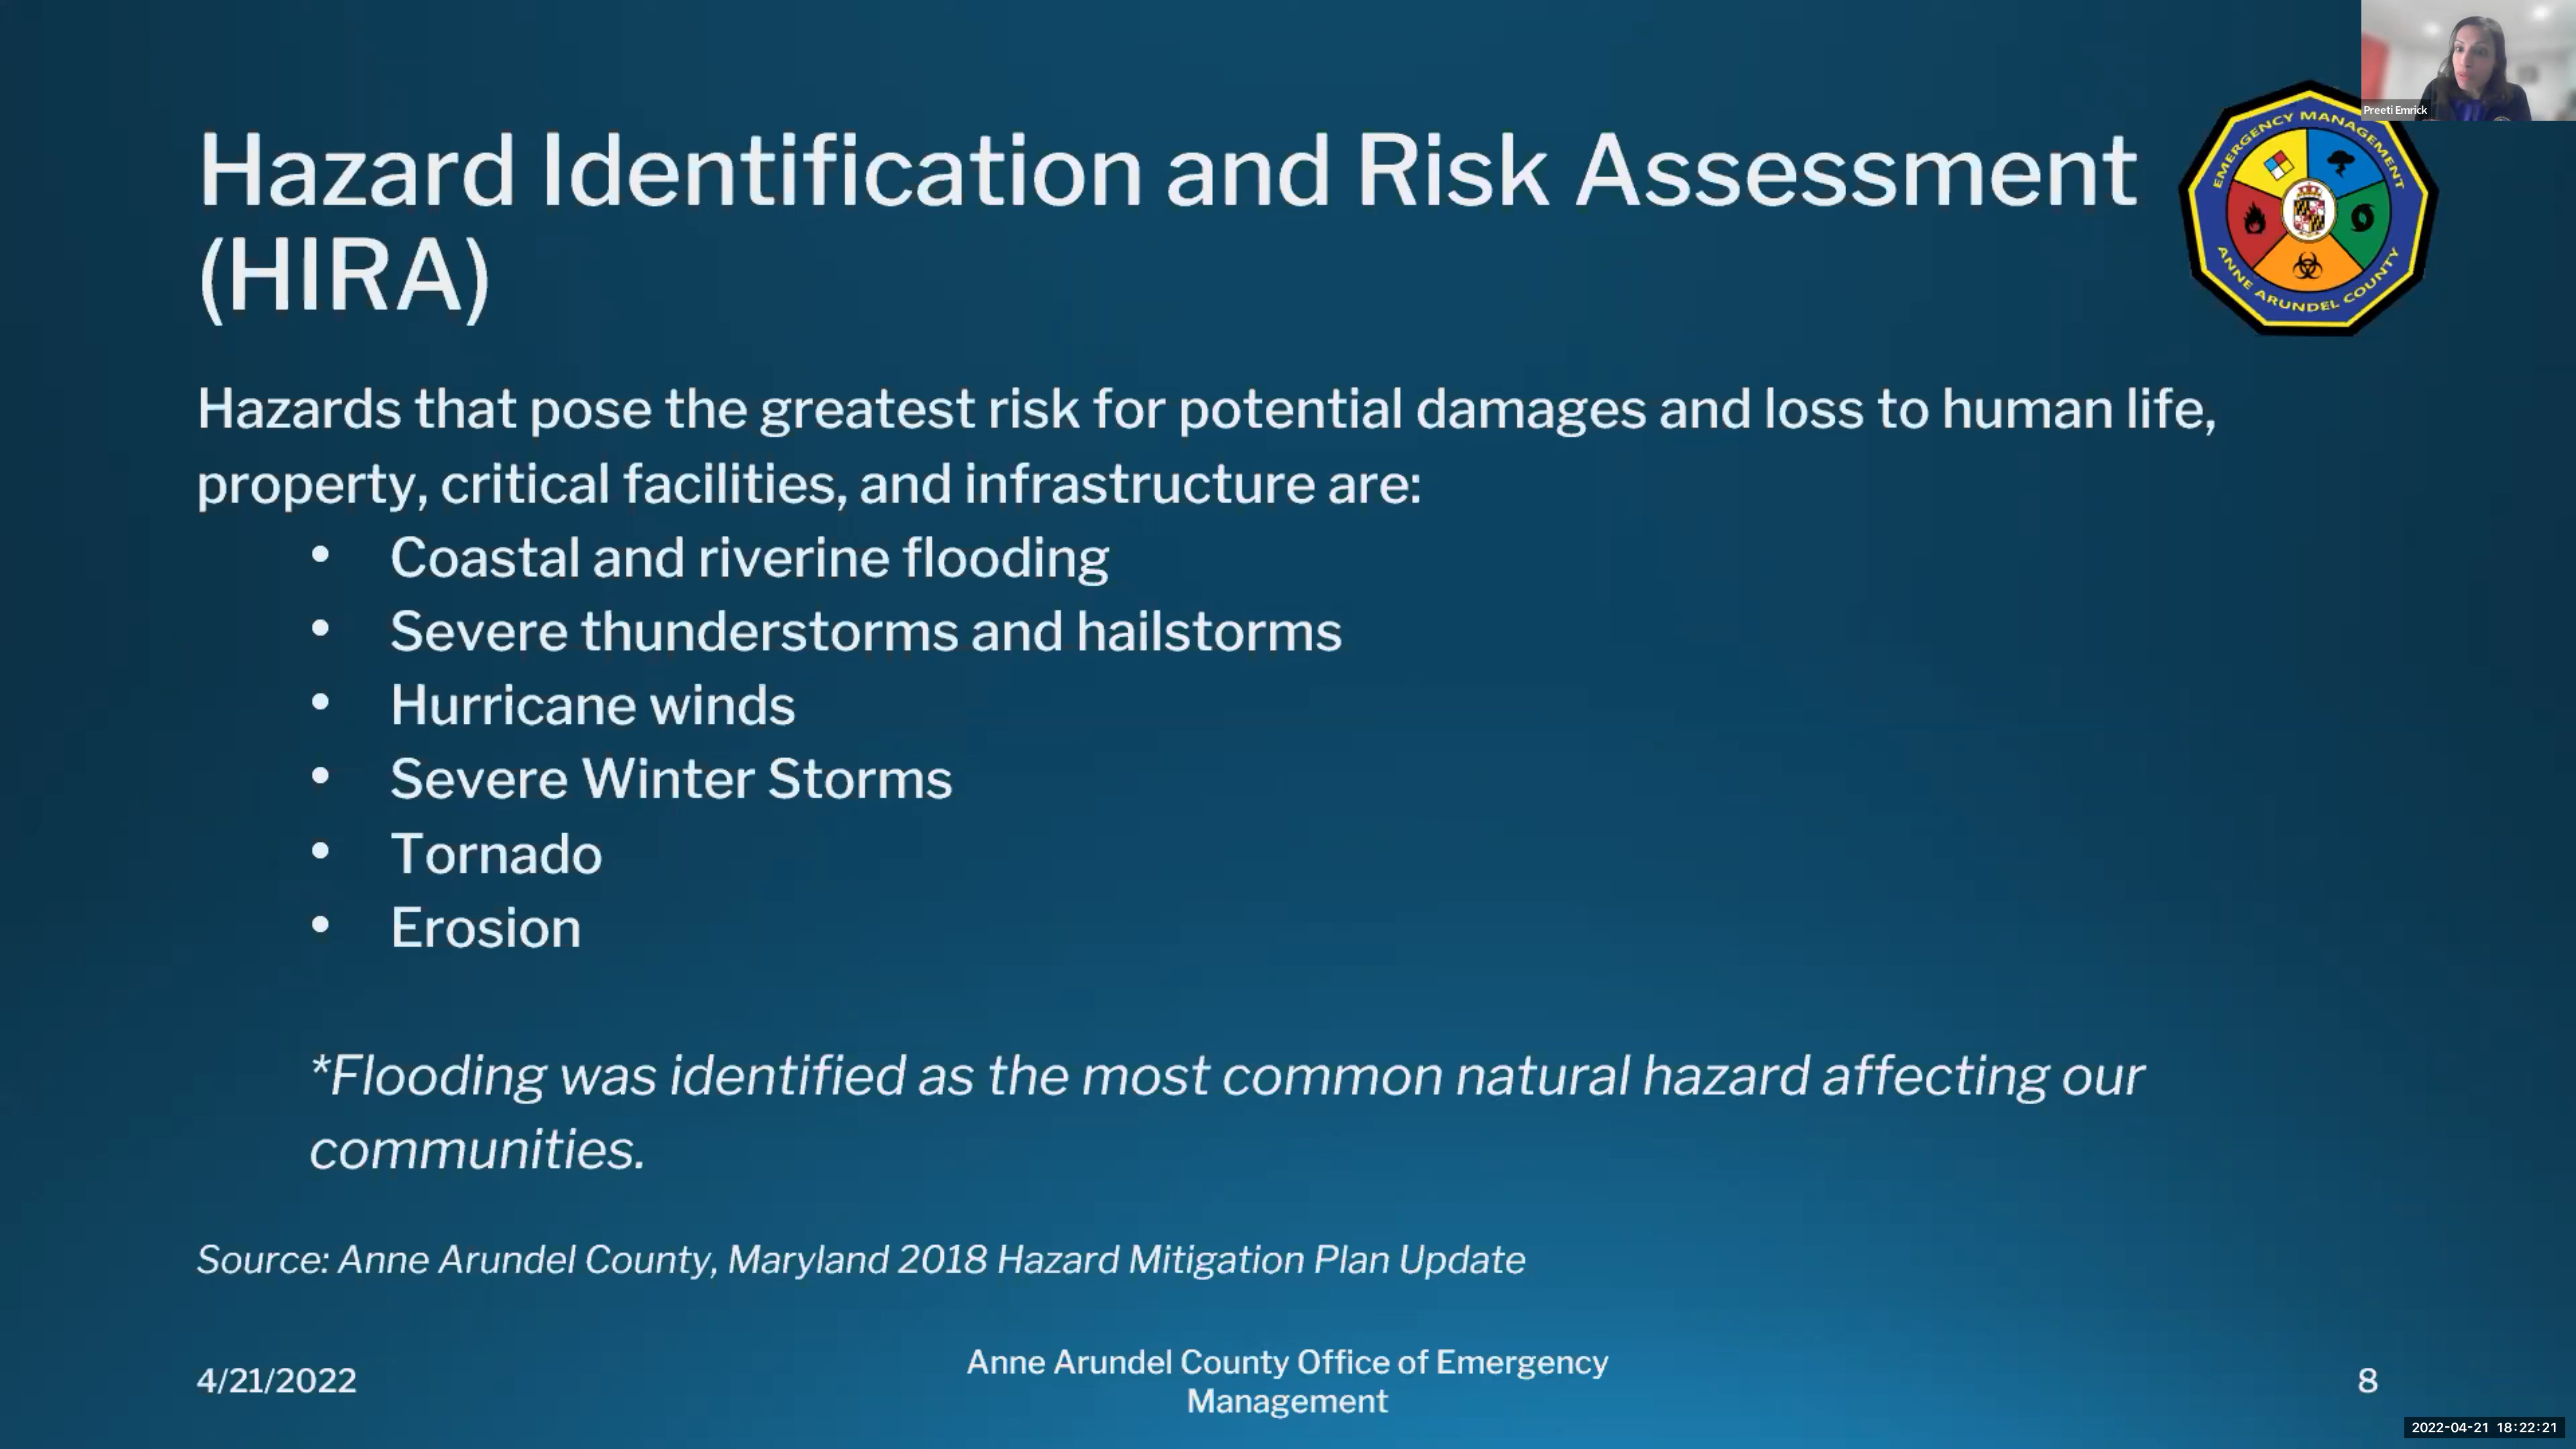 Preeti Emrick
EMERGENCY MANAGEMENT
ANNE ARUNDEL COUNTY
Hazard Identification and Risk Assessment
(HIRA)
Hazards that pose the greatest risk for potential damages and loss to human life,
property, critical facilities, and infrastructure are:
• Coastal and riverine flooding
• Severe thunderstorms and hailstorms
• Hurricane winds
• Severe Winter Storms
• Tornado
• Erosion
*Flooding was identified as the most common natural hazard affecting our
communities.
Source: Anne Arundel County, Maryland 2018 Hazard Mitigation Plan Update
4/21/2022
Anne Arundel County Office of Emergency
Management
8
2022-04-21 18:22:21